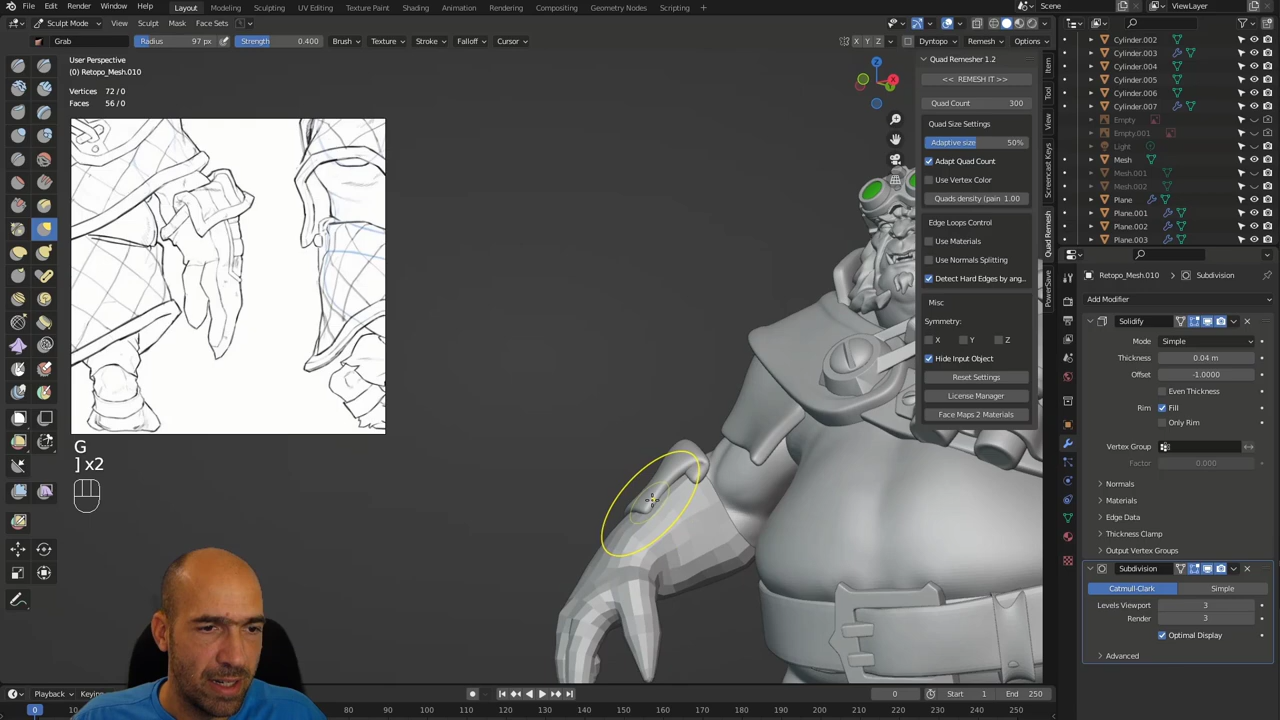 File Edit Render Window Help Layout Modeling Sculpting UV Editing Texture Paint Shading Animation Rendering Compositing Geometry Nodes Scripting Scene ViewLayer
Sculpt Mode View Sculpt Mask Face Sets
Grab Radius 97 px Strength 0.400 Brush Texture Stroke Falloff Cursor X Y Z Dyntopo Remesh Options
User Perspective
(0) Retopo_Mesh.010
Vertices 72 / 0
Faces 56 / 0
G
] x2
Quad Remesher 1.2
<< REMESH IT >>
Quad Count 300
Quad Size Settings
Adaptive size 50%
Adapt Quad Count
Use Vertex Color
Quads density (pain 1.00
Edge Loops Control
Use Materials
Use Normals Splitting
Detect Hard Edges by ang..
Misc
Symmetry:
X Y Z
Hide Input Object
Reset Settings
License Manager
Face Maps 2 Materials
Item
Tool
View
Screencast Keys
Quad Remesh
PowerSave
Cylinder.002
Cylinder.003
Cylinder.004
Cylinder.005
Cylinder.006
Cylinder.007
Empty
Empty.001
Light
Mesh
Mesh.001
Mesh.002
Plane
Plane.001
Plane.002
Plane.003
Retopo_Mesh.010 Subdivision
Add Modifier
Solidify
Mode Simple
Thickness 0.04 m
Offset -1.0000
Even Thickness
Rim Fill
Only Rim
Vertex Group
Factor 0.000
Normals
Materials
Edge Data
Thickness Clamp
Output Vertex Groups
Subdivision
Catmull-Clark Simple
Levels Viewport 3
Render 3
Optimal Display
Advanced
Playback Keying 0 Start 1 End 250
0 80 90 100 110 120 130 140 150 160 170 180 190 200 210 220 230 240 250